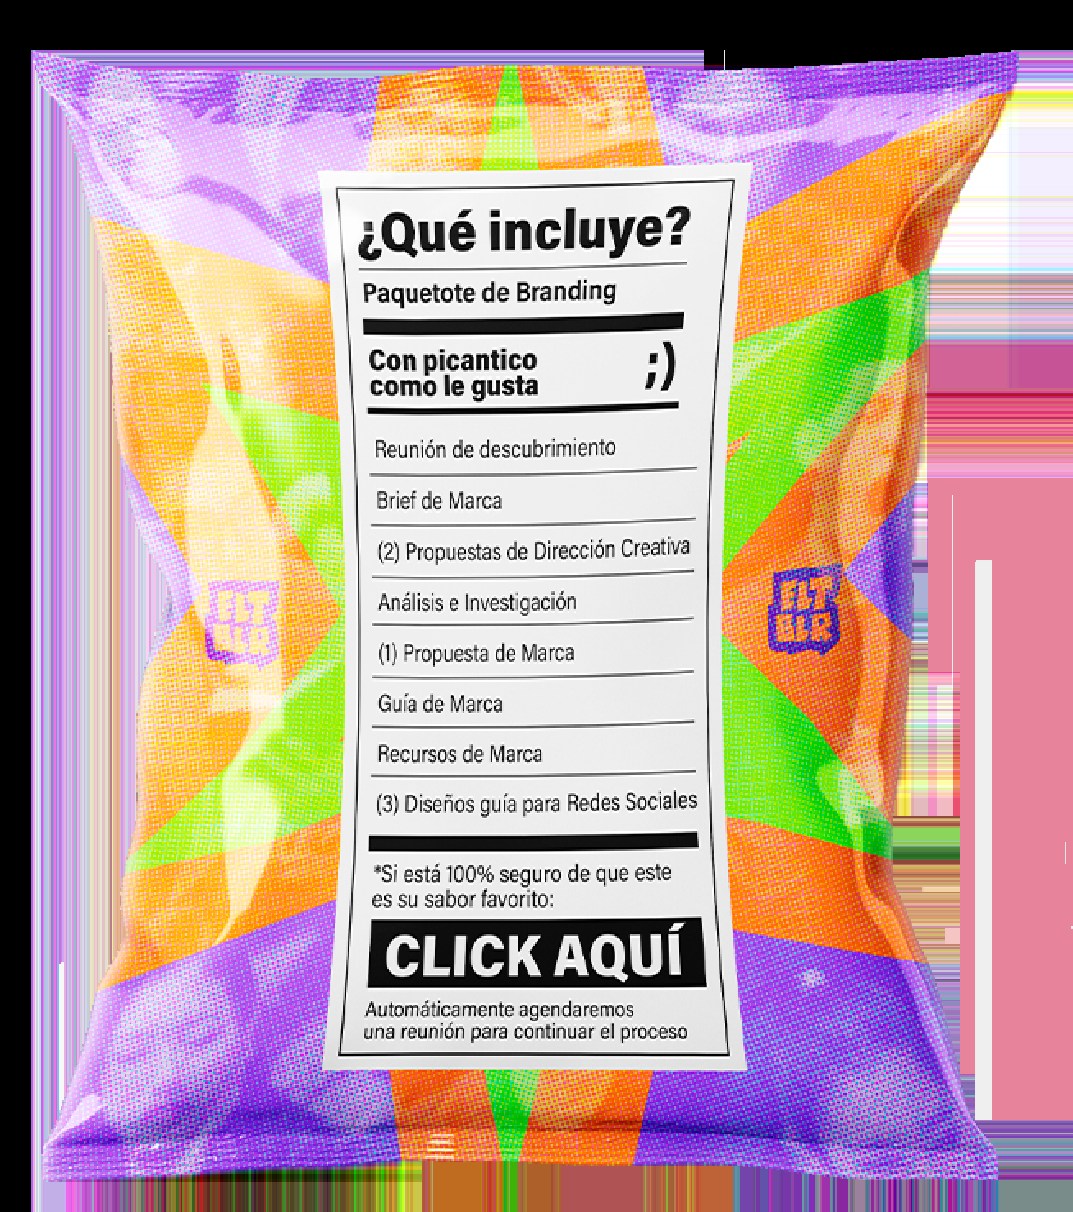 ¿Qué incluye?
Paquetote de Branding
Con picantico ;)
como le gusta
Reunión de descubrimiento
Brief de Marca
(2) Propuestas de Dirección Creativa
Análisis e Investigación
(1) Propuesta de Marca
Guía de Marca
Recursos de Marca
(3) Diseños guía para Redes Sociales
*Si está 100% seguro de que este
es su sabor favorito:
CLICK AQUÍ
Automáticamente agendaremos
una reunión para continuar el proceso